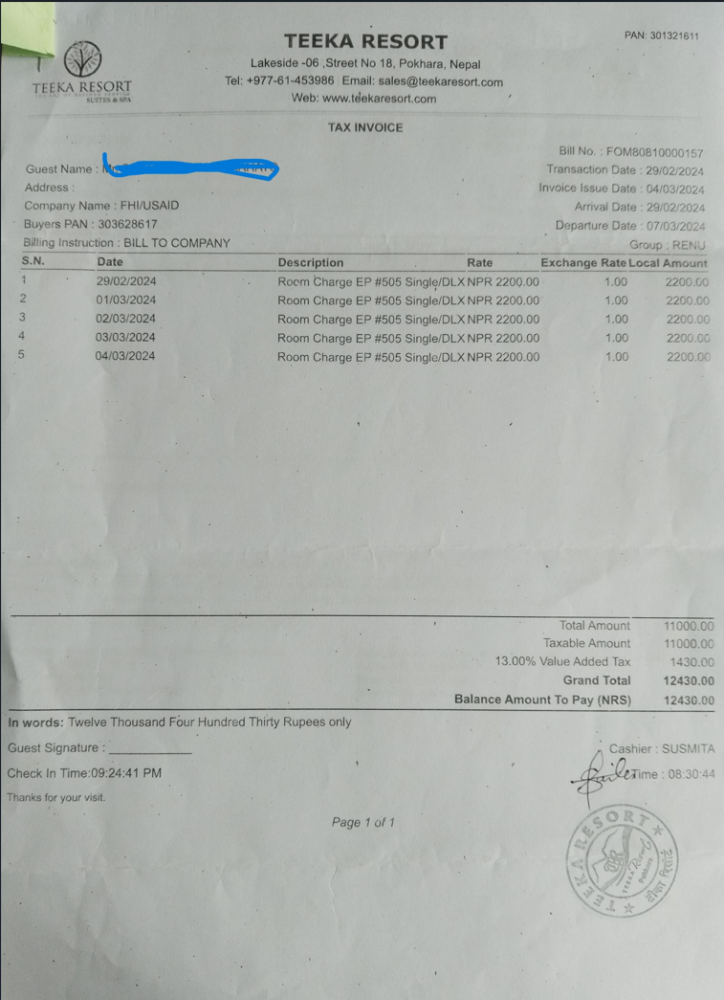 PAN: 301321611
TEEKA RESORT
Lakeside -06 ,Street No 18, Pokhara, Nepal
Tel: +977-61-453986 Email: sales@teekaresort.com
Web: www.teekaresort.com
TEEKA RESORT
SUITES & SPA
TAX INVOICE
Bill No. : FOM80810000157
Guest Name :
Transaction Date : 29/02/2024
Address :
Invoice Issue Date : 04/03/2024
Company Name : FHI/USAID
Arrival Date : 29/02/2024
Buyers PAN : 303628617
Departure Date : 07/03/2024
Billing Instruction : BILL TO COMPANY
Group : RENU
S.N. Date Description Rate Exchange Rate Local Amount
1 29/02/2024 Room Charge EP #505 Single/DLX NPR 2200.00 1.00 2200.00
2 01/03/2024 Room Charge EP #505 Single/DLX NPR 2200.00 1.00 2200.00
3 02/03/2024 Room Charge EP #505 Single/DLX NPR 2200.00 1.00 2200.00
4 03/03/2024 Room Charge EP #505 Single/DLX NPR 2200.00 1.00 2200.00
5 04/03/2024 Room Charge EP #505 Single/DLX NPR 2200.00 1.00 2200.00
Total Amount 11000.00
Taxable Amount 11000.00
13.00% Value Added Tax 1430.00
Grand Total 12430.00
Balance Amount To Pay (NRS) 12430.00
In words: Twelve Thousand Four Hundred Thirty Rupees only
Guest Signature :
Cashier : SUSMITA
Check In Time:09:24:41 PM
Time : 08:30:44
Thanks for your visit.
Page 1 of 1
TEEKA RESORT
TEEKA Resort
Pokhara
टीका रिसोर्ट